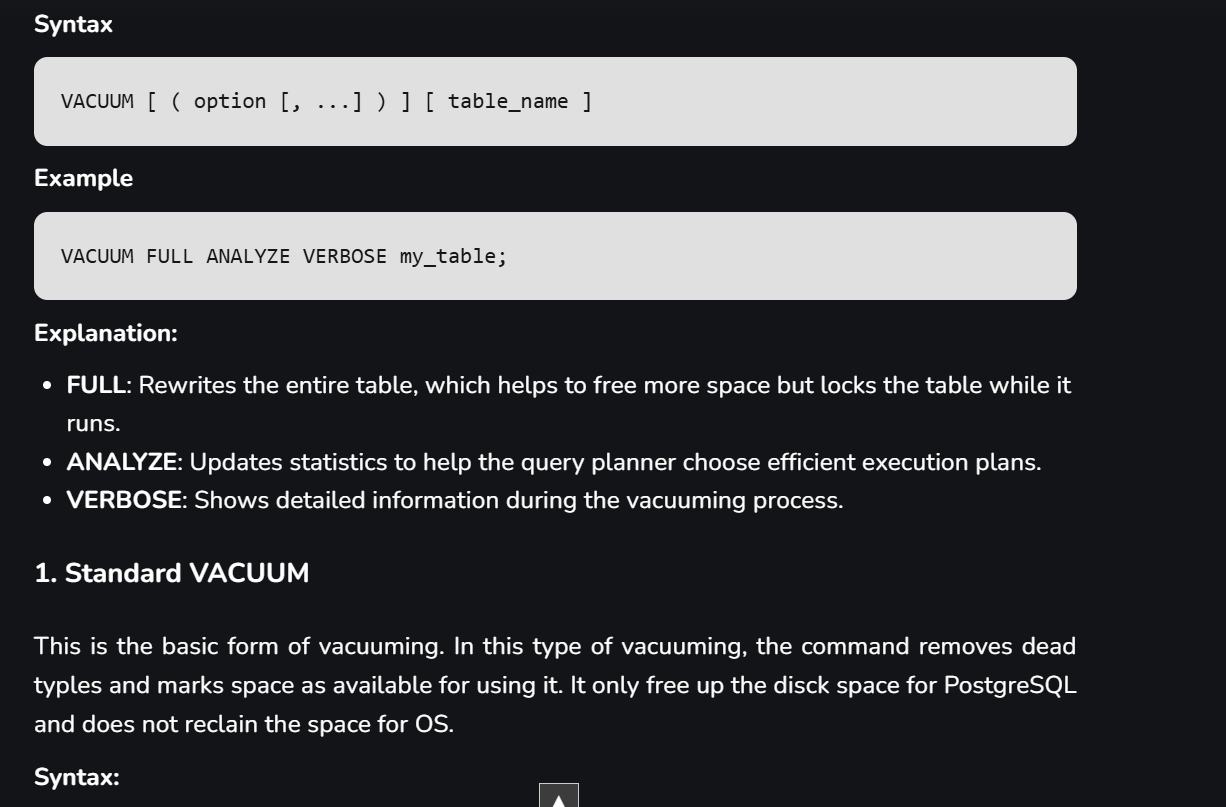 Syntax
VACUUM [ ( option [, ...] ) ] [ table_name ]
Example
VACUUM FULL ANALYZE VERBOSE my_table;
Explanation:
• FULL: Rewrites the entire table, which helps to free more space but locks the table while it
runs.
• ANALYZE: Updates statistics to help the query planner choose efficient execution plans.
• VERBOSE: Shows detailed information during the vacuuming process.
1. Standard VACUUM
This is the basic form of vacuuming. In this type of vacuuming, the command removes dead
typles and marks space as available for using it. It only free up the disck space for PostgreSQL
and does not reclain the space for OS.
Syntax: